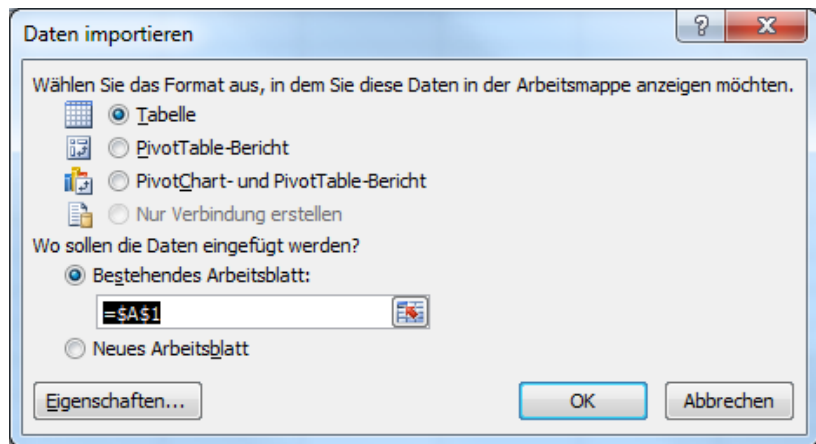 Daten importieren
Wählen Sie das Format aus, in dem Sie diese Daten in der Arbeitsmappe anzeigen möchten.
Tabelle
PivotTable-Bericht
PivotChart- und PivotTable-Bericht
Nur Verbindung erstellen
Wo sollen die Daten eingefügt werden?
Bestehendes Arbeitsblatt:
=$A$1
Neues Arbeitsblatt
Eigenschaften... OK Abbrechen